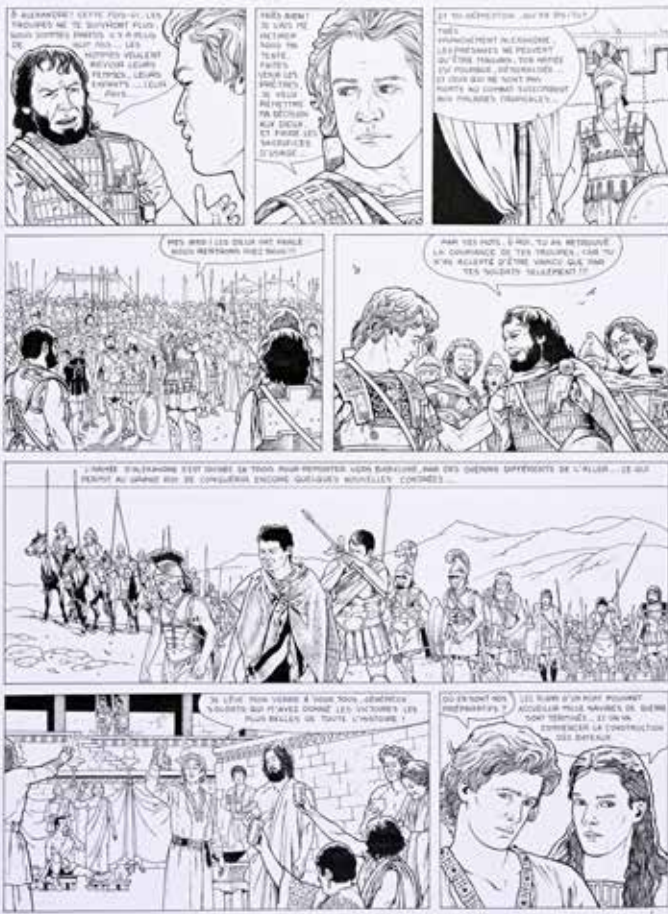 Ô ALEXANDRE ! CETTE FOIS-CI, LES
TROUPES NE TE SUIVRONT PLUS.
NOUS SOMMES PARTIS IL Y A PLUS
DE HUIT ANS... LES
HOMMES VEULENT
REVOIR LEURS
FEMMES, LEURS
ENFANTS... LEUR
PAYS...
TRÈS BIEN !
JE VAIS ME
RETIRER
SOUS MA
TENTE.
FAITES
VENIR LES
PRÊTRES.
JE VEUX
REMETTRE
MA DÉCISION
AUX DIEUX
ET FAIRE LES
SACRIFICES
D'USAGE...
ET TOI
TRÈS
FRANCHEMENT ALEXANDRE,
LES PRÉSAGES NE PEUVENT
QU'ÊTRE MAUVAIS. TON ARMÉE
EST
ET CEUX QUI NE SONT PAS
MORTS AU COMBAT SUCCOMBENT
AUX MALADIES TROPICALES...
MES AMIS ! LES DIEUX ONT PARLÉ
NOUS RENTRONS CHEZ NOUS !!!
PAR TES MOTS, Ô ROI, TU AS RETROUVÉ
LA CONFIANCE DE TES TROUPES, CAR TU
N'AS ACCEPTÉ D'ÊTRE VAINCU QUE PAR
TES SOLDATS SEULEMENT !!!
L'ARMÉE D'ALEXANDRE S'EST DIVISÉE EN TROIS POUR REMONTER VERS BABYLONE, PAR DES CHEMINS DIFFÉRENTS DE L'ALLER... CE QUI
PERMIT AU GRAND ROI DE CONQUÉRIR ENCORE QUELQUES NOUVELLES CONTRÉES...
JE LÈVE MON VERRE À VOUS TOUS, GÉNÉREUX
SOLDATS QUI M'AVEZ DONNÉ LES VICTOIRES LES
PLUS BELLES DE TOUTE L'HISTOIRE !
OÙ EN SONT NOS
PRÉPARATIFS ?
LES PLANS D'UN PORT POUVANT
ACCUEILLIR MILLE NAVIRES DE GUERRE
SONT TERMINÉS... ET ON VA
COMMENCER LA CONSTRUCTION
DES BATEAUX.